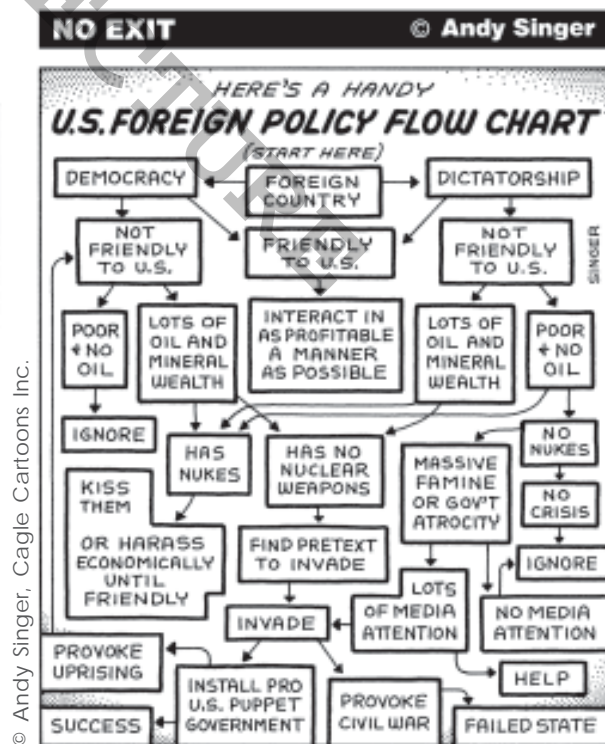 NO EXIT
© Andy Singer
HERE'S A HANDY
U.S. FOREIGN POLICY FLOW CHART
(START HERE)
DEMOCRACY
FOREIGN
COUNTRY
DICTATORSHIP
NOT
FRIENDLY
TO U.S.
FRIENDLY
TO U.S.
NOT
FRIENDLY
TO U.S.
SINGER
POOR
+ NO
OIL
LOTS OF
OIL AND
MINERAL
WEALTH
INTERACT IN
AS PROFITABLE
A MANNER
AS POSSIBLE
LOTS OF
OIL AND
MINERAL
WEALTH
POOR
+ NO
OIL
IGNORE
HAS
NUKES
HAS NO
NUCLEAR
WEAPONS
MASSIVE
FAMINE
OR GOV'T
ATROCITY
NO
NUKES
NO
CRISIS
IGNORE
KISS
THEM
OR HARASS
ECONOMICALLY
UNTIL
FRIENDLY
FIND PRETEXT
TO INVADE
INVADE
LOTS
OF MEDIA
ATTENTION
NO MEDIA
ATTENTION
HELP
PROVOKE
UPRISING
INSTALL PRO
U.S. PUPPET
GOVERNMENT
PROVOKE
CIVIL WAR
SUCCESS
FAILED STATE
© Andy Singer, Cagle Cartoons Inc.